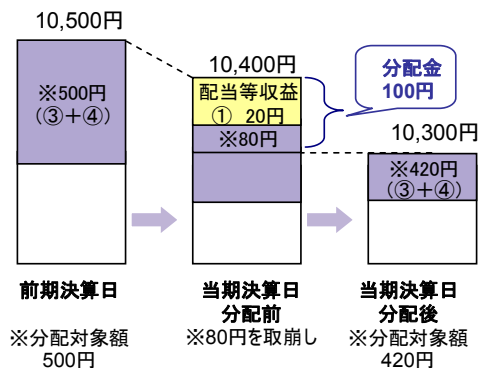 10,500円
※500円
（③＋④）
10,400円
配当等収益
① 20円
※80円
分配金
100円
10,300円
※420円
（③＋④）
前期決算日
※分配対象額
500円
当期決算日
分配前
※80円を取崩し
当期決算日
分配後
※分配対象額
420円